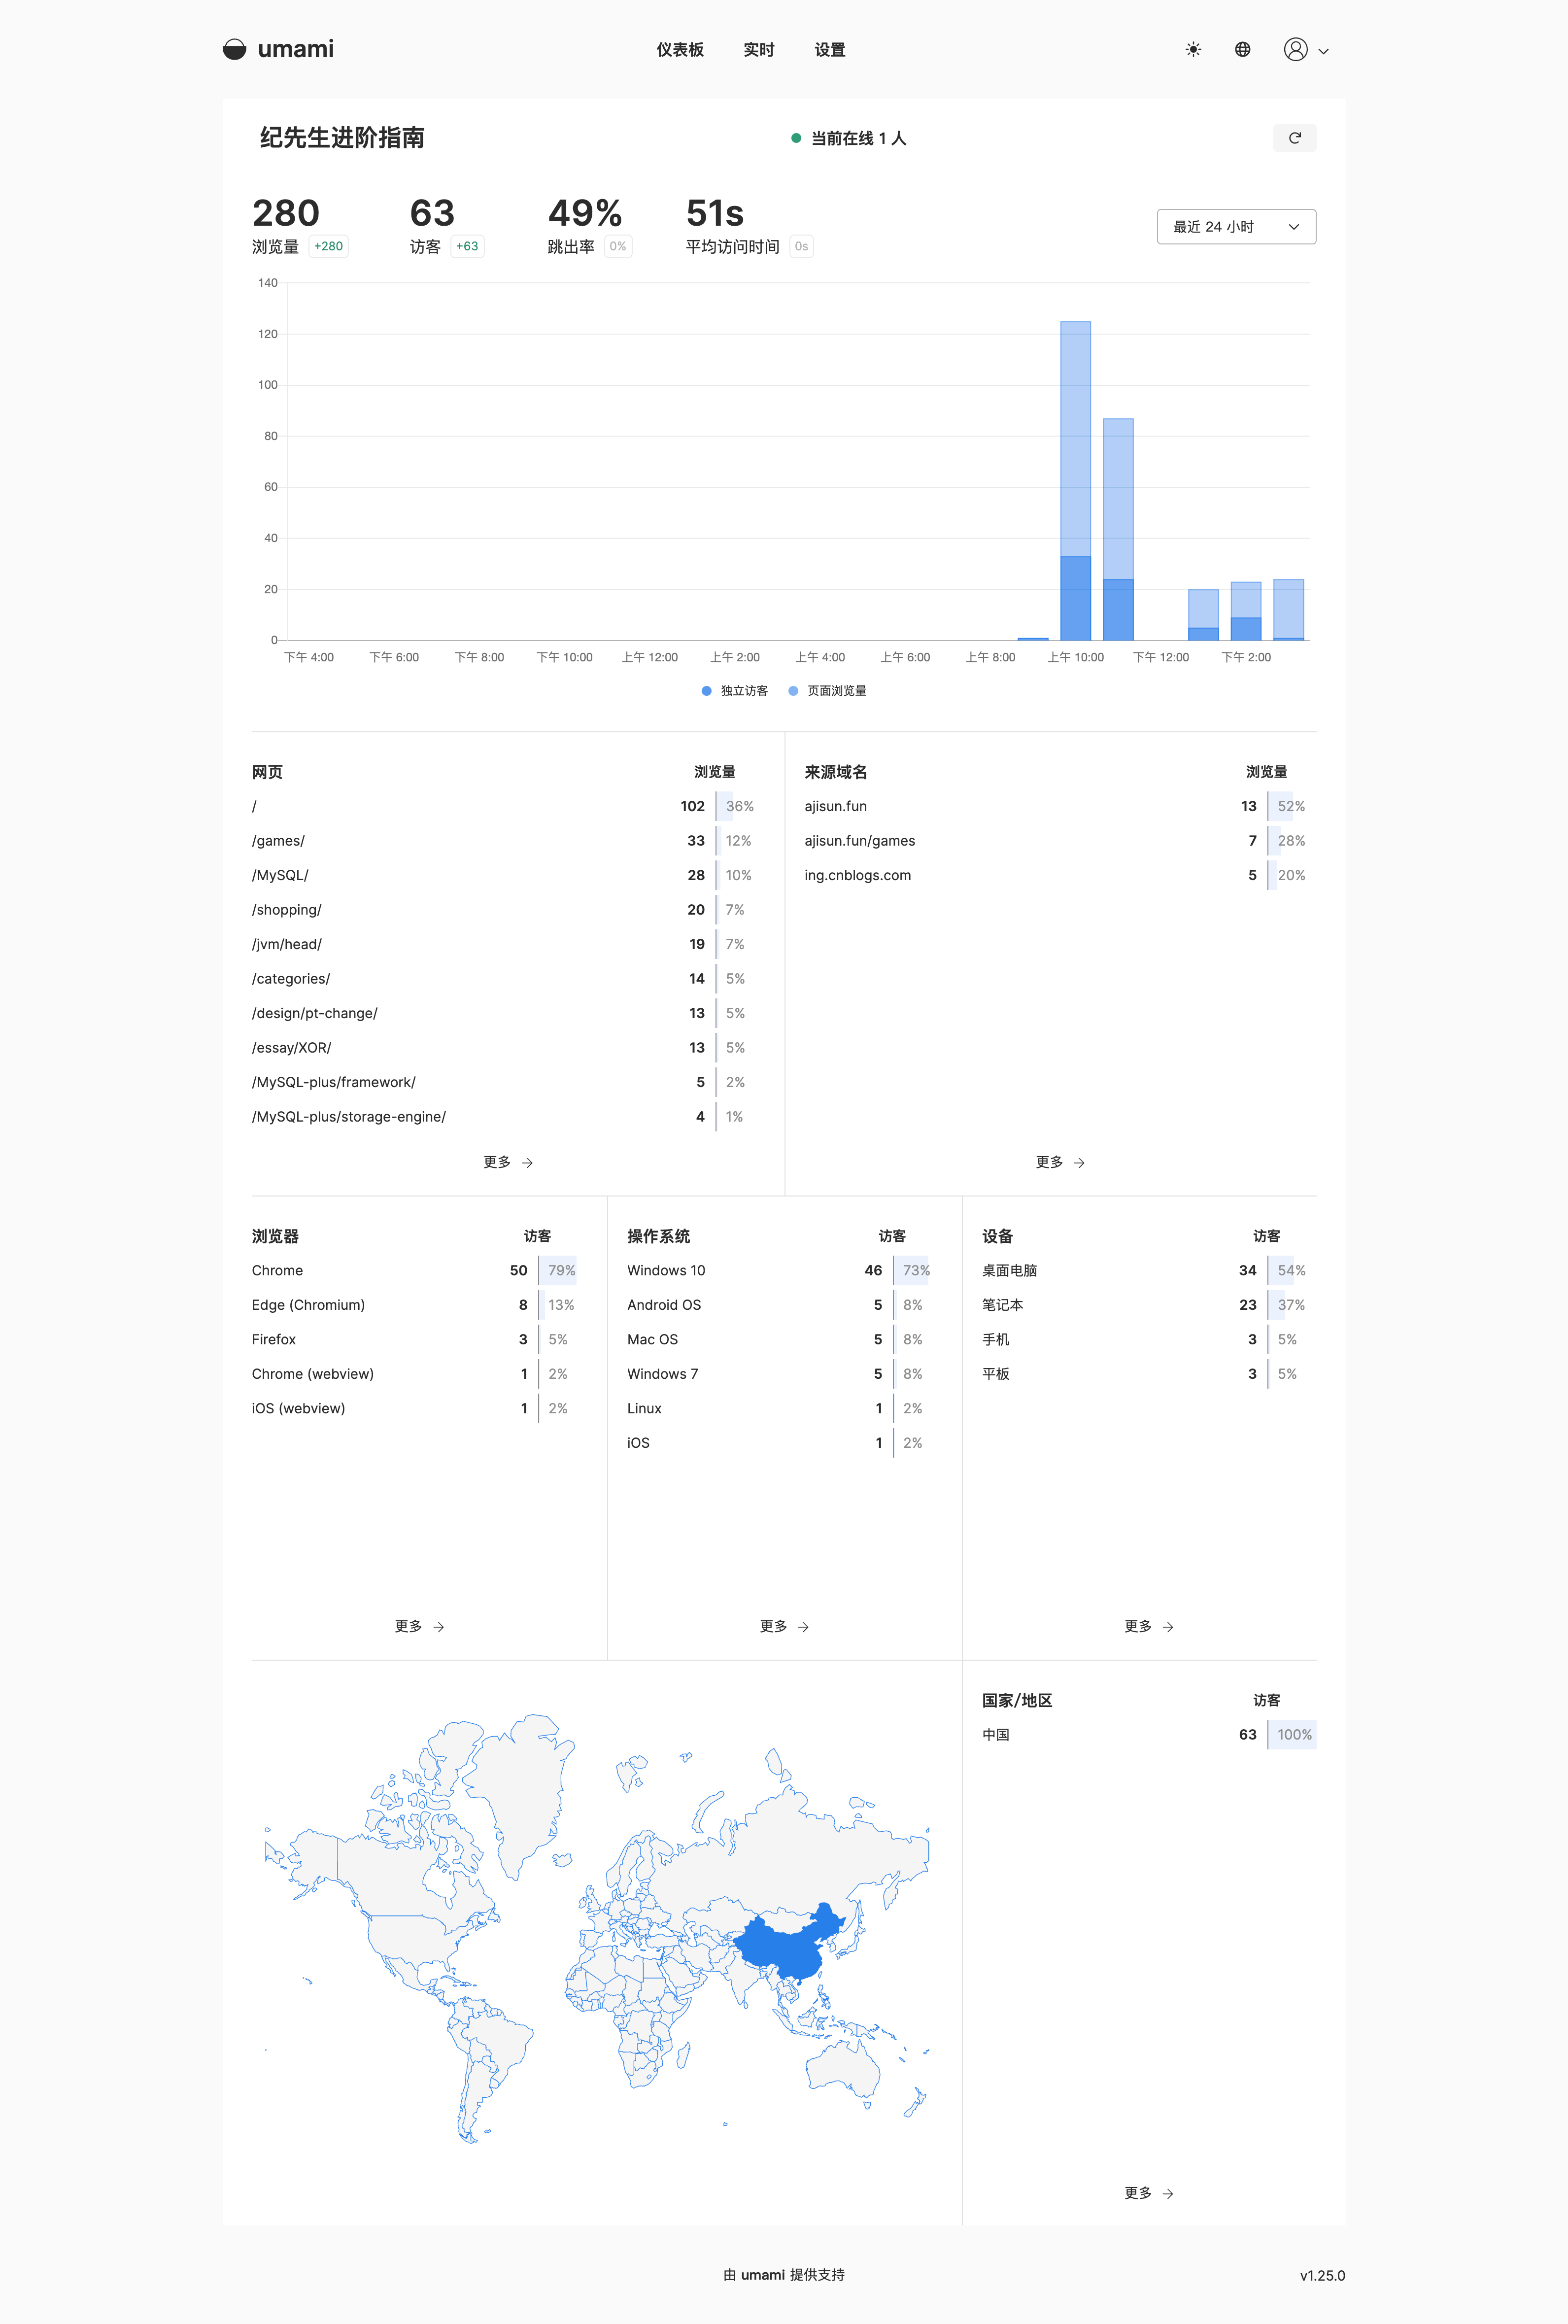 umami 仪表板 实时 设置
纪先生进阶指南 当前在线 1 人
280 63 49% 51s
浏览量 +280 访客 +63 跳出率 0% 平均访问时间 0s 最近 24 小时
140
120
100
80
60
40
20
0
下午 4:00 下午 6:00 下午 8:00 下午 10:00 上午 12:00 上午 2:00 上午 4:00 上午 6:00 上午 8:00 上午 10:00 下午 12:00 下午 2:00
独立访客 页面浏览量
网页 浏览量
/ 102 36%
/games/ 33 12%
/MySQL/ 28 10%
/shopping/ 20 7%
/jvm/head/ 19 7%
/categories/ 14 5%
/design/pt-change/ 13 5%
/essay/XOR/ 13 5%
/MySQL-plus/framework/ 5 2%
/MySQL-plus/storage-engine/ 4 1%
更多
来源域名 浏览量
ajisun.fun 13 52%
ajisun.fun/games 7 28%
ing.cnblogs.com 5 20%
更多
浏览器 访客
Chrome 50 79%
Edge (Chromium) 8 13%
Firefox 3 5%
Chrome (webview) 1 2%
iOS (webview) 1 2%
更多
操作系统 访客
Windows 10 46 73%
Android OS 5 8%
Mac OS 5 8%
Windows 7 5 8%
Linux 1 2%
iOS 1 2%
更多
设备 访客
桌面电脑 34 54%
笔记本 23 37%
手机 3 5%
平板 3 5%
更多
国家/地区 访客
中国 63 100%
更多
由 umami 提供支持 v1.25.0